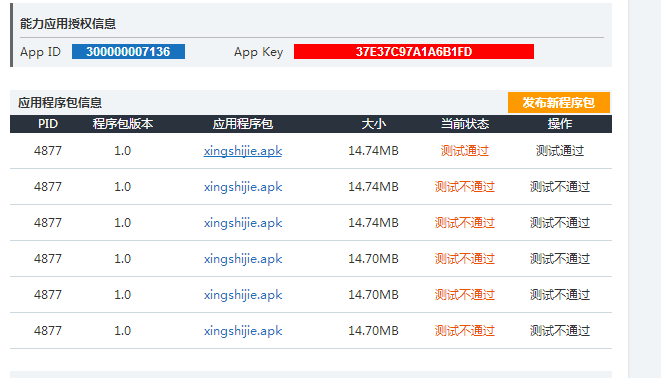 能力应用授权信息
App ID 300000007136 App Key 37E37C97A1A6B1FD
应用程序包信息 发布新程序包
PID 程序包版本 应用程序包 大小 当前状态 操作
4877 1.0 xingshijie.apk 14.74MB 测试通过 测试通过
4877 1.0 xingshijie.apk 14.74MB 测试不通过 测试不通过
4877 1.0 xingshijie.apk 14.74MB 测试不通过 测试不通过
4877 1.0 xingshijie.apk 14.70MB 测试不通过 测试不通过
4877 1.0 xingshijie.apk 14.70MB 测试不通过 测试不通过
4877 1.0 xingshijie.apk 14.70MB 测试不通过 测试不通过